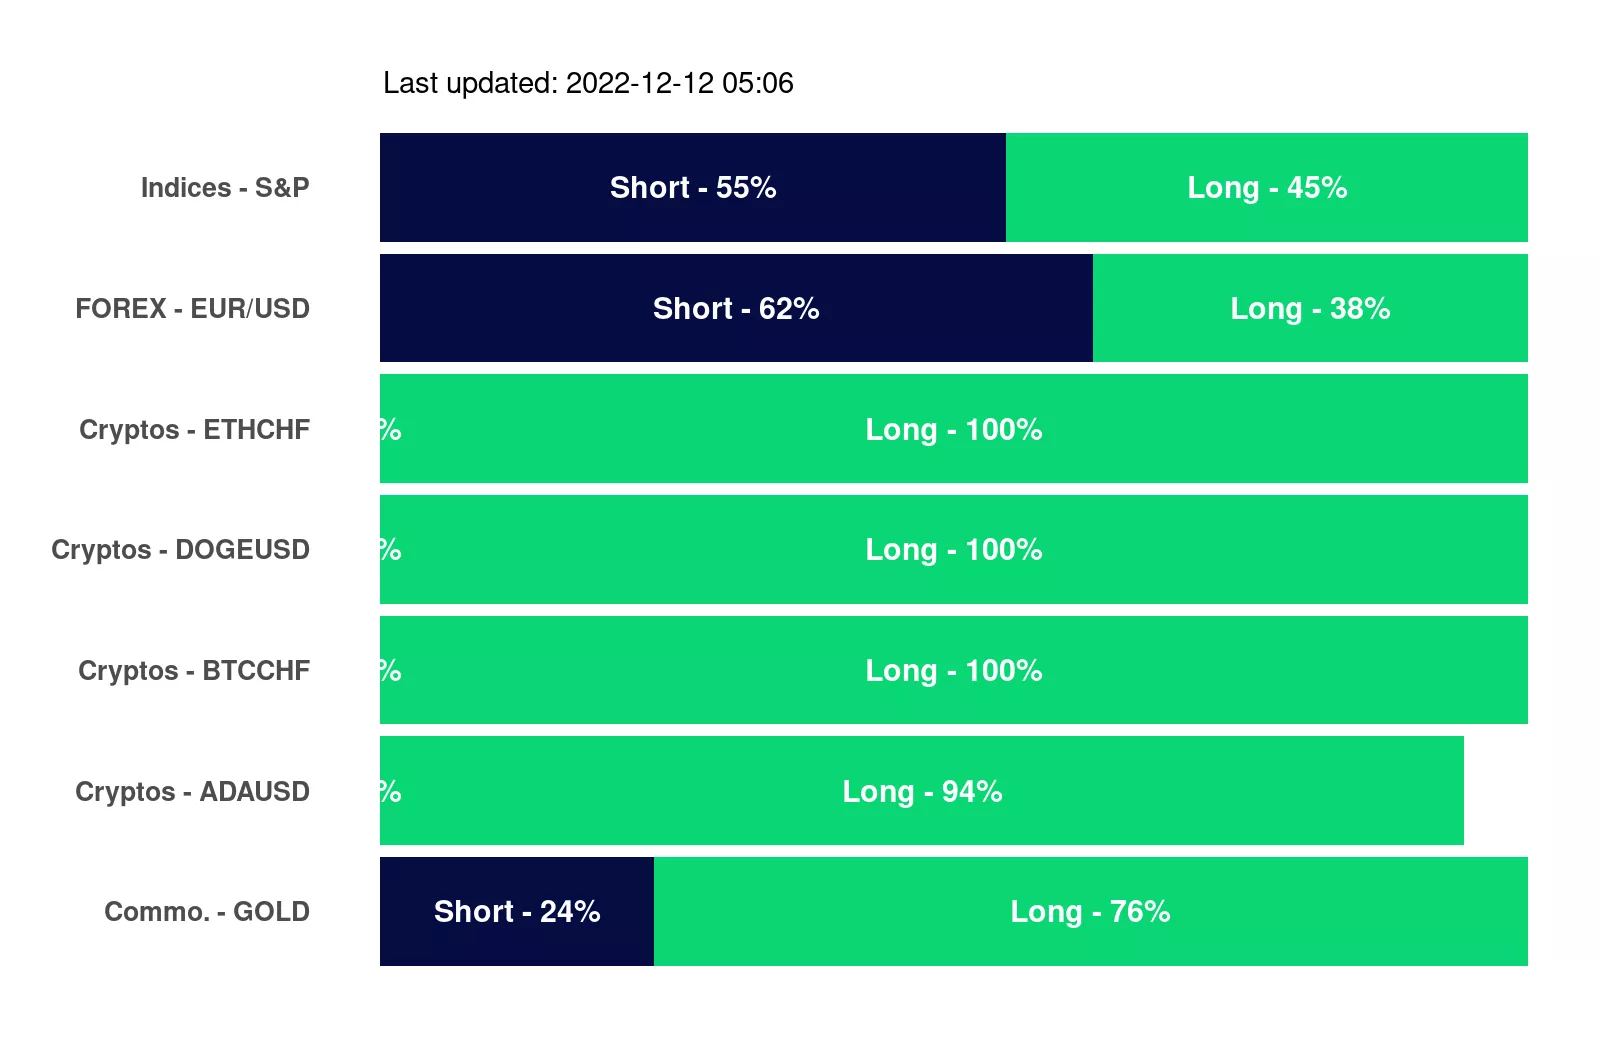 Last updated: 2022-12-12 05:06
Indices - S&P Short - 55% Long - 45%
FOREX - EUR/USD Short - 62% Long - 38%
Cryptos - ETHCHF % Long - 100%
Cryptos - DOGEUSD % Long - 100%
Cryptos - BTCCHF % Long - 100%
Cryptos - ADAUSD % Long - 94%
Commo. - GOLD Short - 24% Long - 76%